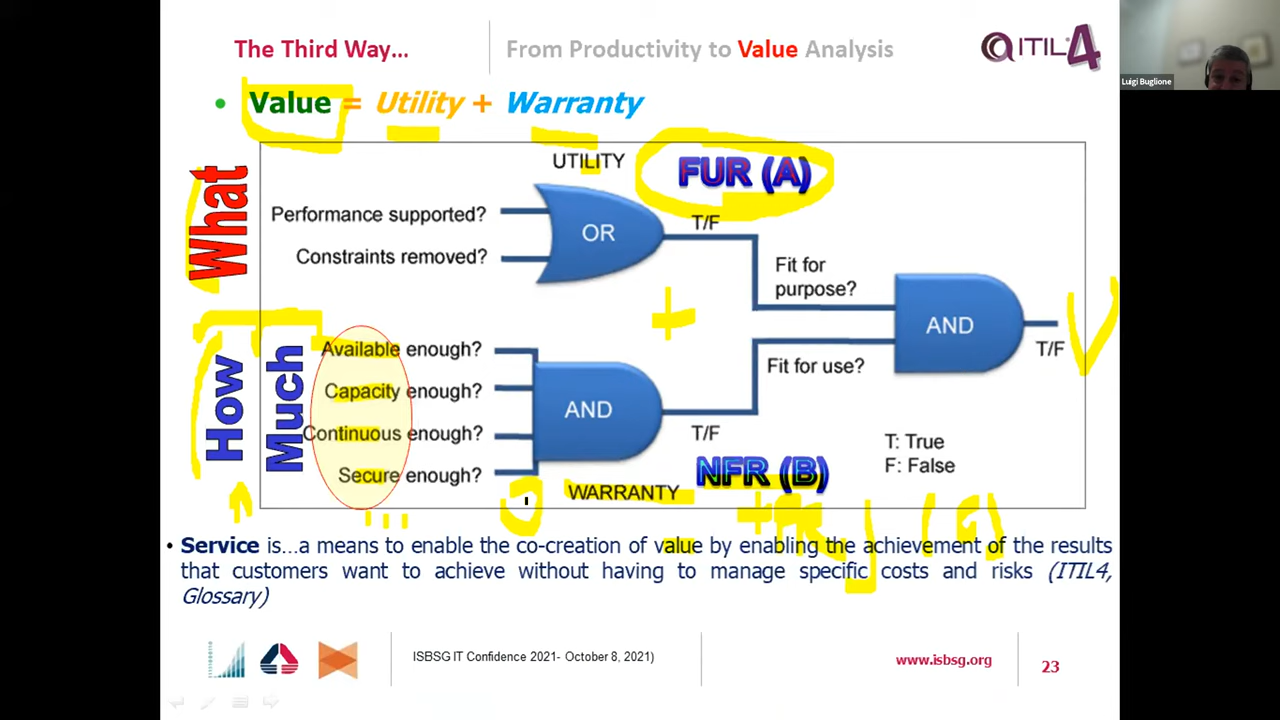 The Third Way...
From Productivity to Value Analysis
ITIL 4
Luigi Buglione
• Value = Utility + Warranty
What
UTILITY
FUR (A)
Performance supported?
Constraints removed?
OR
T/F
Fit for
purpose?
+
AND
T/F
V
How
Much
Available enough?
Capacity enough?
Continuous enough?
Secure enough?
AND
T/F
Fit for use?
T: True
F: False
NFR (B)
WARRANTY
...
• Service is…a means to enable the co-creation of value by enabling the achievement of the results
that customers want to achieve without having to manage specific costs and risks (ITIL4,
Glossary)
ISBSG IT Confidence 2021- October 8, 2021)
www.isbsg.org
23